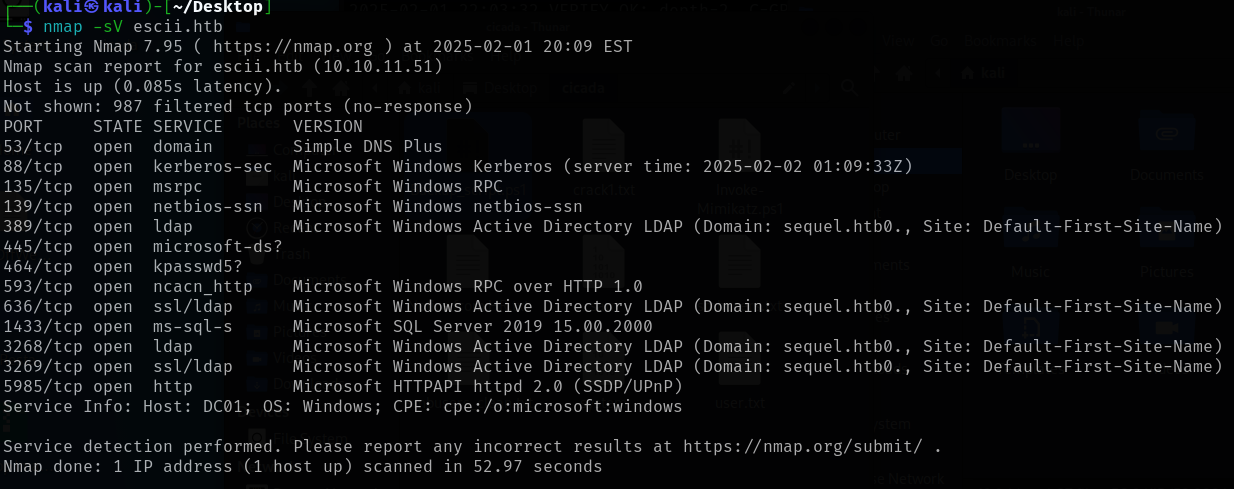 ┌──(kali㉿kali)-[~/Desktop]
└─$ nmap -sV escii.htb
Starting Nmap 7.95 ( https://nmap.org ) at 2025-02-01 20:09 EST
Nmap scan report for escii.htb (10.10.11.51)
Host is up (0.085s latency).
Not shown: 987 filtered tcp ports (no-response)
PORT     STATE SERVICE       VERSION
53/tcp   open  domain        Simple DNS Plus
88/tcp   open  kerberos-sec  Microsoft Windows Kerberos (server time: 2025-02-02 01:09:33Z)
135/tcp  open  msrpc         Microsoft Windows RPC
139/tcp  open  netbios-ssn   Microsoft Windows netbios-ssn
389/tcp  open  ldap          Microsoft Windows Active Directory LDAP (Domain: sequel.htb0., Site: Default-First-Site-Name)
445/tcp  open  microsoft-ds?
464/tcp  open  kpasswd5?
593/tcp  open  ncacn_http    Microsoft Windows RPC over HTTP 1.0
636/tcp  open  ssl/ldap      Microsoft Windows Active Directory LDAP (Domain: sequel.htb0., Site: Default-First-Site-Name)
1433/tcp open  ms-sql-s      Microsoft SQL Server 2019 15.00.2000
3268/tcp open  ldap          Microsoft Windows Active Directory LDAP (Domain: sequel.htb0., Site: Default-First-Site-Name)
3269/tcp open  ssl/ldap      Microsoft Windows Active Directory LDAP (Domain: sequel.htb0., Site: Default-First-Site-Name)
5985/tcp open  http          Microsoft HTTPAPI httpd 2.0 (SSDP/UPnP)
Service Info: Host: DC01; OS: Windows; CPE: cpe:/o:microsoft:windows
Service detection performed. Please report any incorrect results at https://nmap.org/submit/ .
Nmap done: 1 IP address (1 host up) scanned in 52.97 seconds